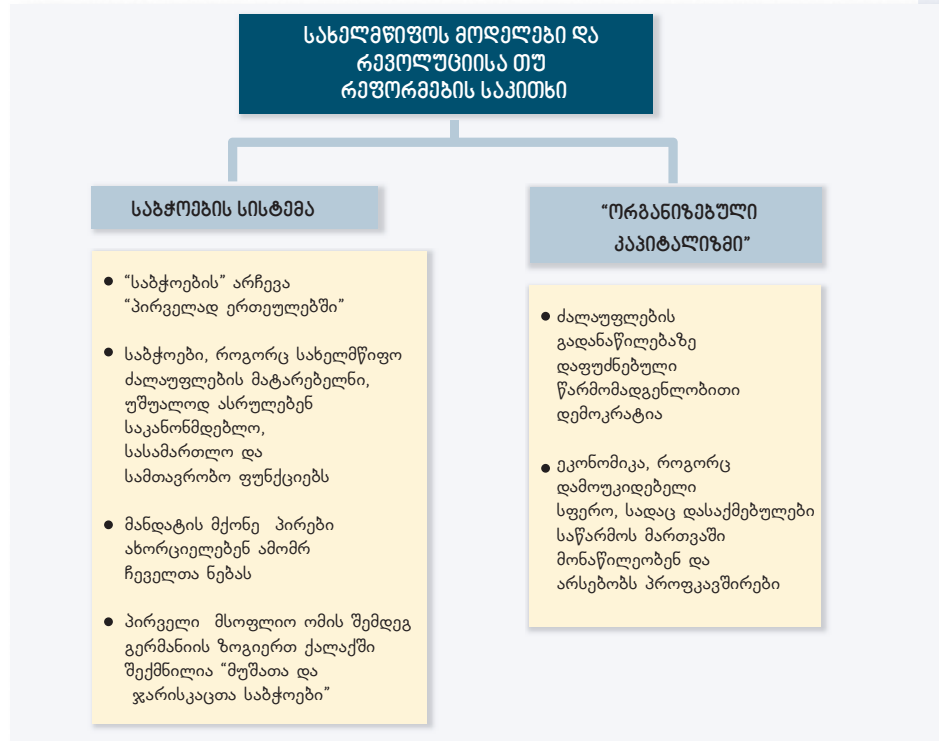 სახელმწიფოს მოდელები და
რევოლუციისა თუ
რეფორმების საკითხი
საბჭოების სისტემა
• “საბჭოების” არჩევა
“პირველად ერთეულებში”
• საბჭოები, როგორც სახელმწიფო
ძალაუფლების მატარებელნი,
უშუალოდ ასრულებენ
საკანონმდებლო,
სასამართლო და
სამთავრობო ფუნქციებს
• მანდატის მქონე პირები
ახორციელებენ ამომრ
ჩეველთა ნებას
• პირველი მსოფლიო ომის შემდეგ
გერმანიის ზოგიერთ ქალაქში
შექმნილია “მუშათა და
ჯარისკაცთა საბჭოები”
“ორგანიზებული
კაპიტალიზმი”
• ძალაუფლების
გადანაწილებაზე
დაფუძნებული
წარმომადგენლობითი
დემოკრატია
• ეკონომიკა, როგორც
დამოუკიდებელი
სფერო, სადაც დასაქმებულები
საწარმოს მართვაში
მონაწილეობენ და
არსებობს პროფკავშირები